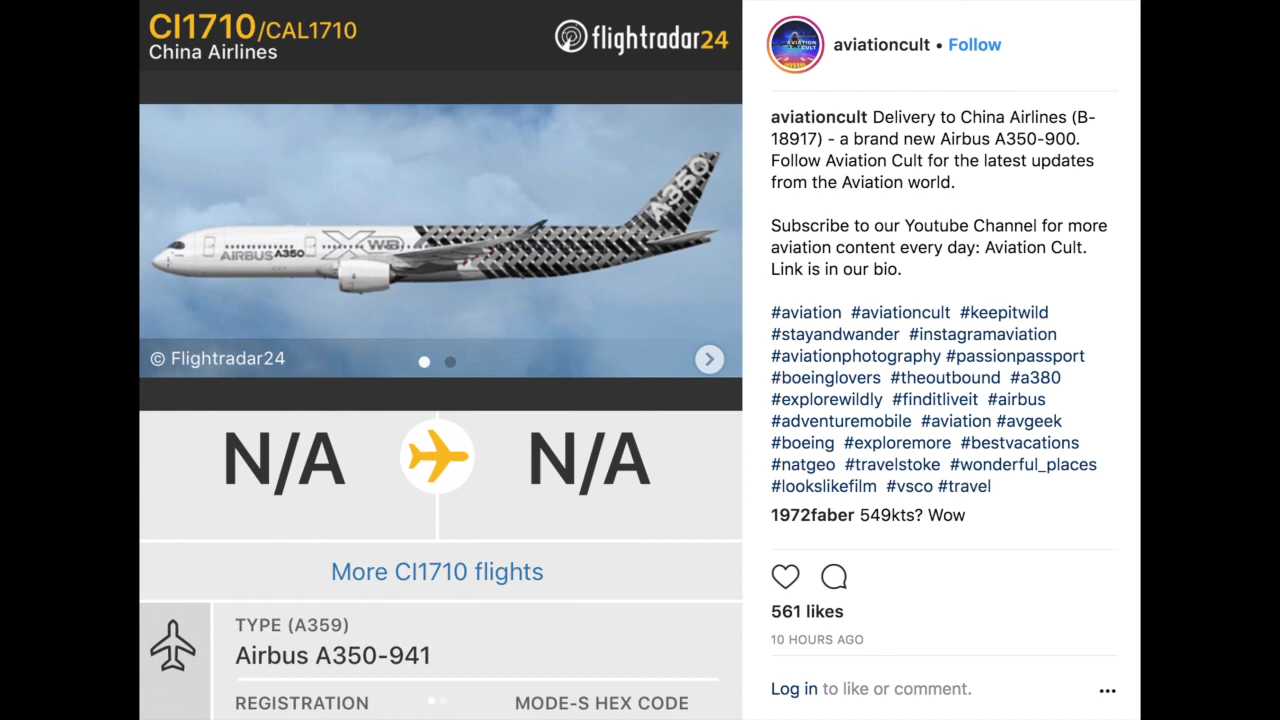 CI1710/CAL1710
China Airlines
flightradar24
A350
XWB
AIRBUS A350
© Flightradar24
N/A
N/A
More CI1710 flights
TYPE (A359)
Airbus A350-941
REGISTRATION
MODE-S HEX CODE
AVIATION CULT
aviationcult • Follow
aviationcult Delivery to China Airlines (B-
18917) - a brand new Airbus A350-900.
Follow Aviation Cult for the latest updates
from the Aviation world.
Subscribe to our Youtube Channel for more
aviation content every day: Aviation Cult.
Link is in our bio.
#aviation #aviationcult #keepitwild
#stayandwander #instagramaviation
#aviationphotography #passionpassport
#boeinglovers #theoutbound #a380
#explorewildly #finditliveit #airbus
#adventuremobile #aviation #avgeek
#boeing #exploremore #bestvacations
#natgeo #travelstoke #wonderful_places
#lookslikefilm #vsco #travel
1972faber 549kts? Wow
561 likes
10 HOURS AGO
Log in to like or comment.